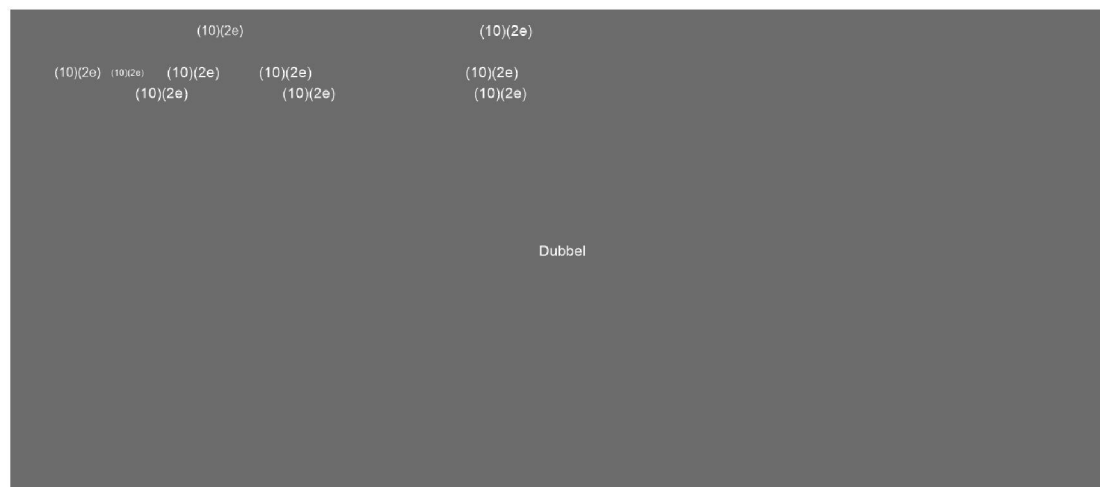 (10)(2e) (10)(2e)
(10)(2e) (10)(2e) (10)(2e) (10)(2e) (10)(2e)
(10)(2e) (10)(2e) (10)(2e)
Dubbel